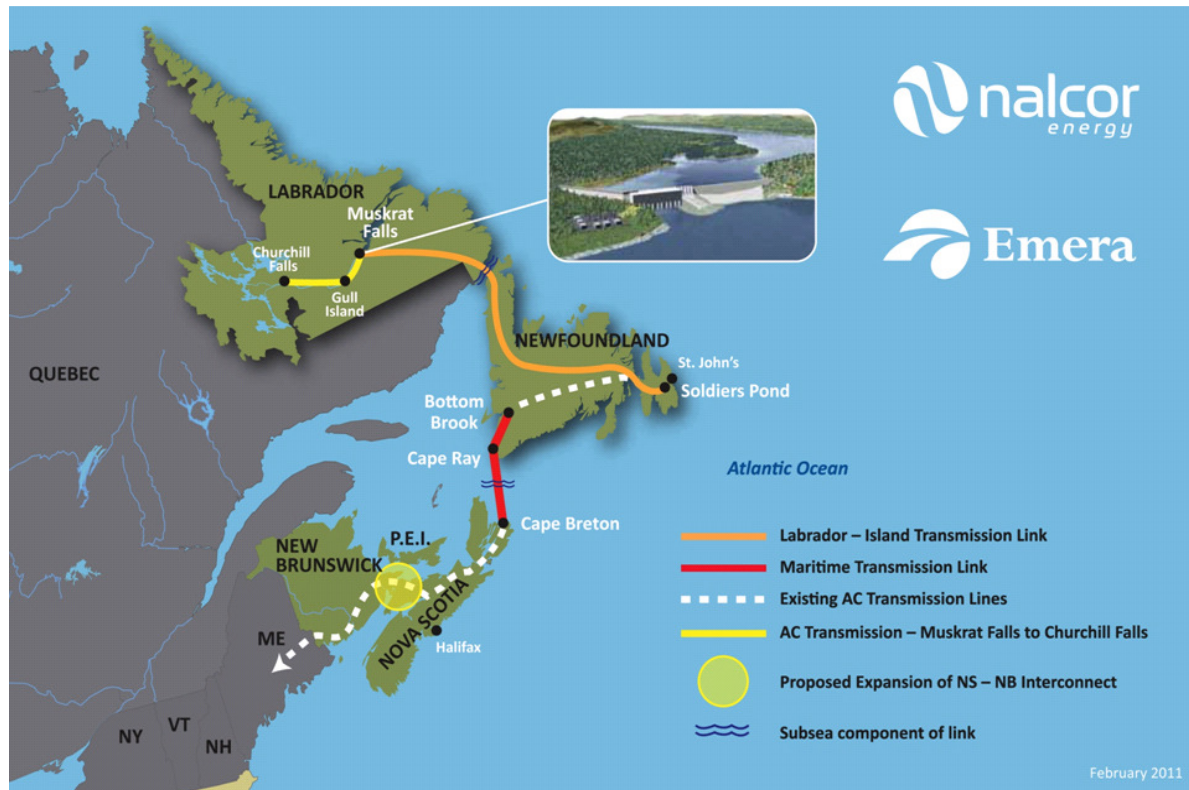 nalcor
energy
Emera
LABRADOR
Muskrat
Falls
Churchill
Falls
Gull
Island
QUEBEC
NEWFOUNDLAND
St. John's
Soldiers Pond
Bottom
Brook
Cape Ray
Atlantic Ocean
Cape Breton
P.E.I.
NEW
BRUNSWICK
NOVA SCOTIA
Halifax
ME
NY
VT
NH
Labrador – Island Transmission Link
Maritime Transmission Link
Existing AC Transmission Lines
AC Transmission – Muskrat Falls to Churchill Falls
Proposed Expansion of NS – NB Interconnect
Subsea component of link
February 2011